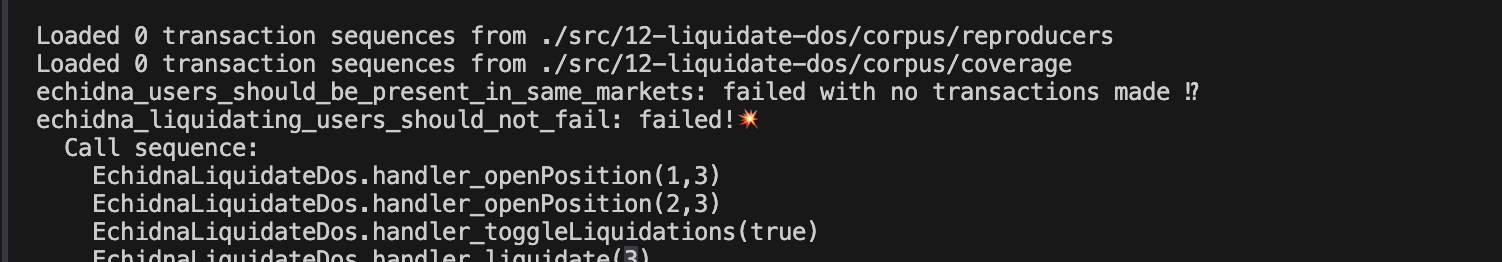 Loaded 0 transaction sequences from ./src/12-liquidate-dos/corpus/reproducers
Loaded 0 transaction sequences from ./src/12-liquidate-dos/corpus/coverage
echidna_users_should_be_present_in_same_markets: failed with no transactions made ⁉
echidna_liquidating_users_should_not_fail: failed!💥
Call sequence:
EchidnaLiquidateDos.handler_openPosition(1,3)
EchidnaLiquidateDos.handler_openPosition(2,3)
EchidnaLiquidateDos.handler_toggleLiquidations(true)
EchidnaLiquidateDos.handler_liquidate(3)